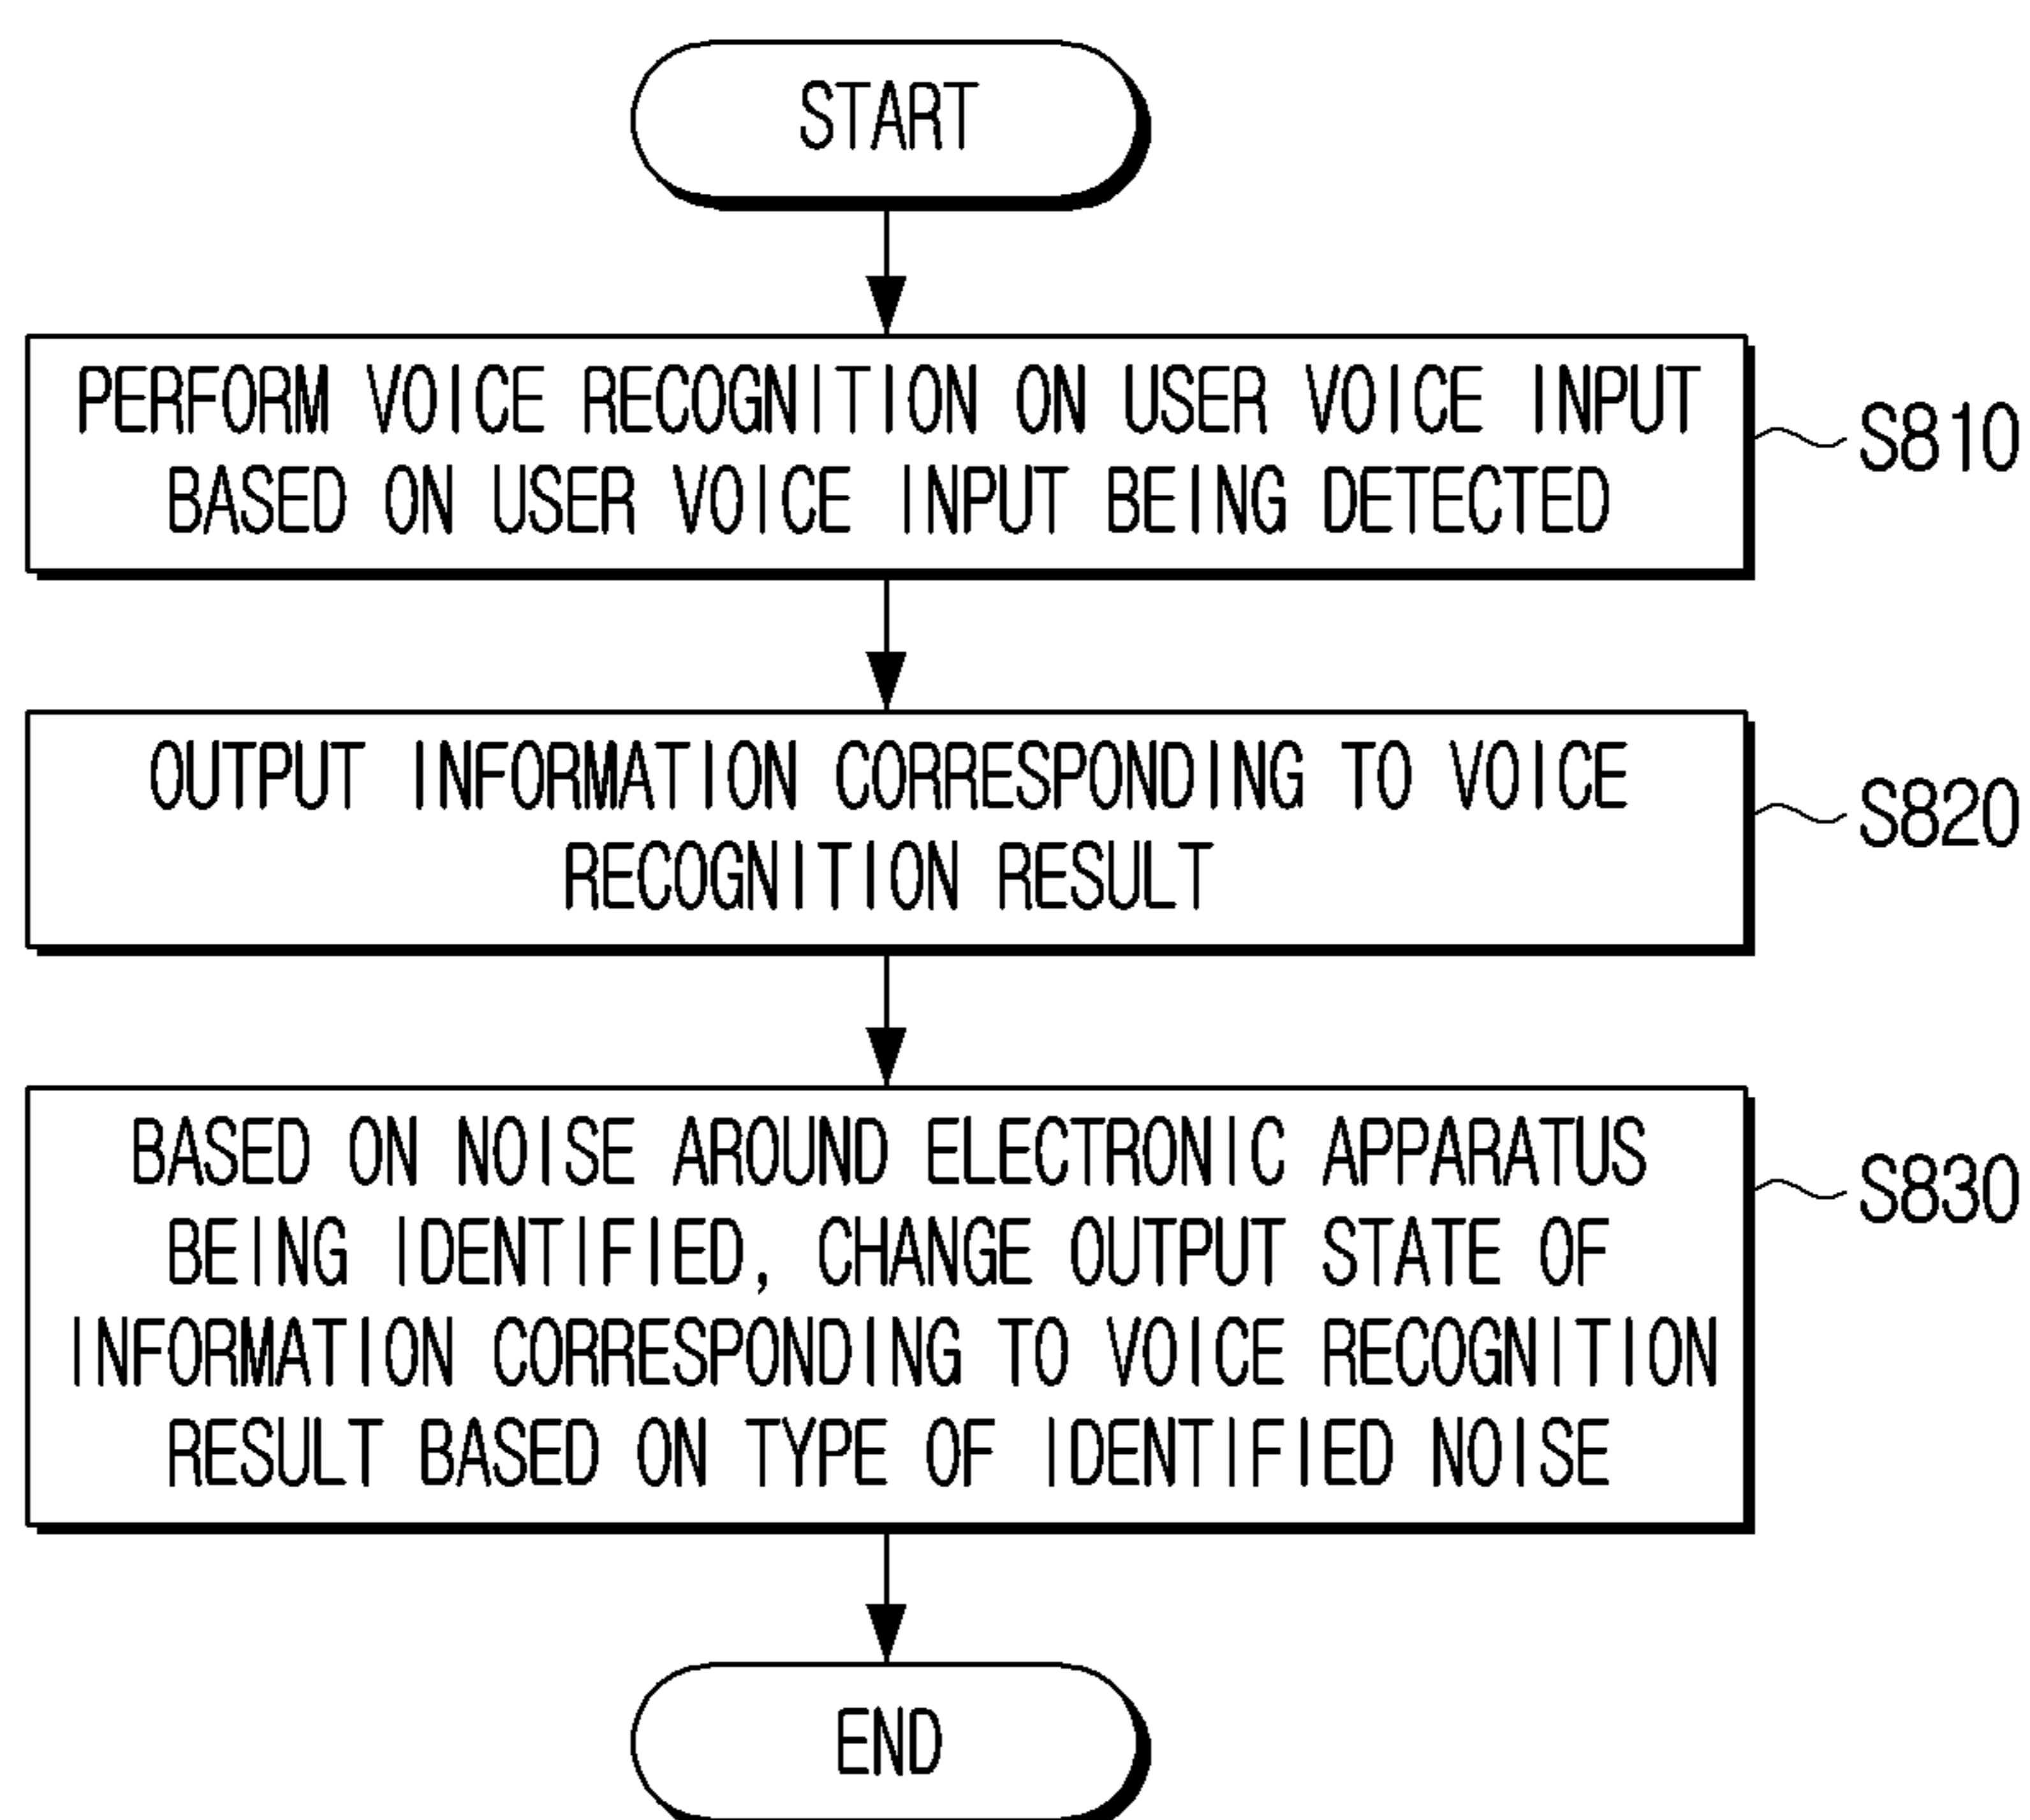 START
PERFORM VOICE RECOGNITION ON USER VOICE INPUT
BASED ON USER VOICE INPUT BEING DETECTED
S810
OUTPUT INFORMATION CORRESPONDING TO VOICE
RECOGNITION RESULT
S820
BASED ON NOISE AROUND ELECTRONIC APPARATUS
BEING IDENTIFIED, CHANGE OUTPUT STATE OF
INFORMATION CORRESPONDING TO VOICE RECOGNITION
RESULT BASED ON TYPE OF IDENTIFIED NOISE
S830
END